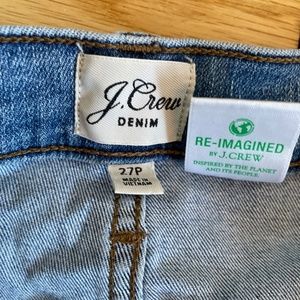 J.Crew
DENIM
RE-IMAGINED
BY J.CREW
INSPIRED BY THE PLANET
AND ITS PEOPLE.
27P
MADE IN
VIETNAM